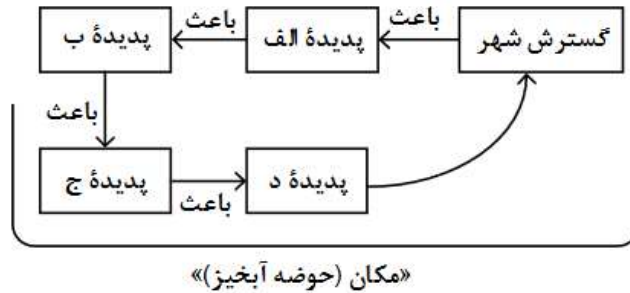 گسترش شهر
باعث
پدیدهٔ الف
باعث
پدیدهٔ ب
باعث
پدیدهٔ ج
باعث
پدیدهٔ د
«مکان (حوضه آبخیز)»